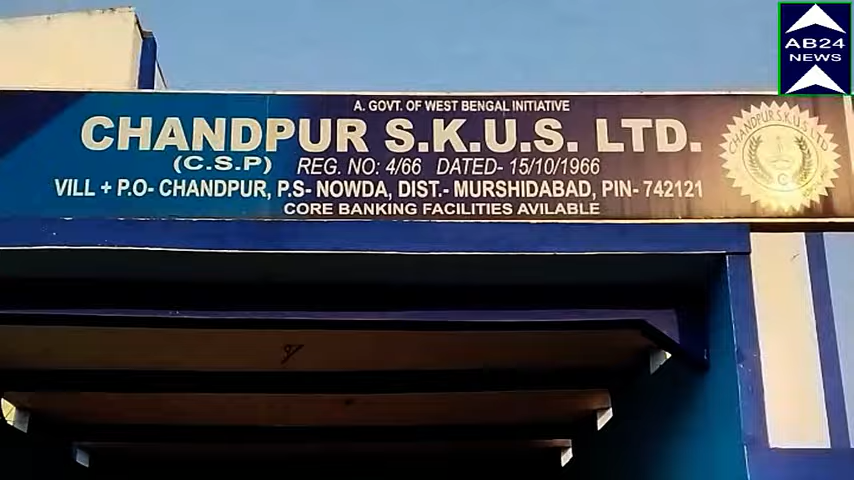 AB24
NEWS
A. GOVT. OF WEST BENGAL INITIATIVE
CHANDPUR S.K.U.S. LTD.
(C.S.P) REG. NO: 4/66 DATED- 15/10/1966
VILL + P.O- CHANDPUR, P.S- NOWDA, DIST.- MURSHIDABAD, PIN- 742121
CORE BANKING FACILITIES AVILABLE
CHANDPUR S.K.U.S LTD